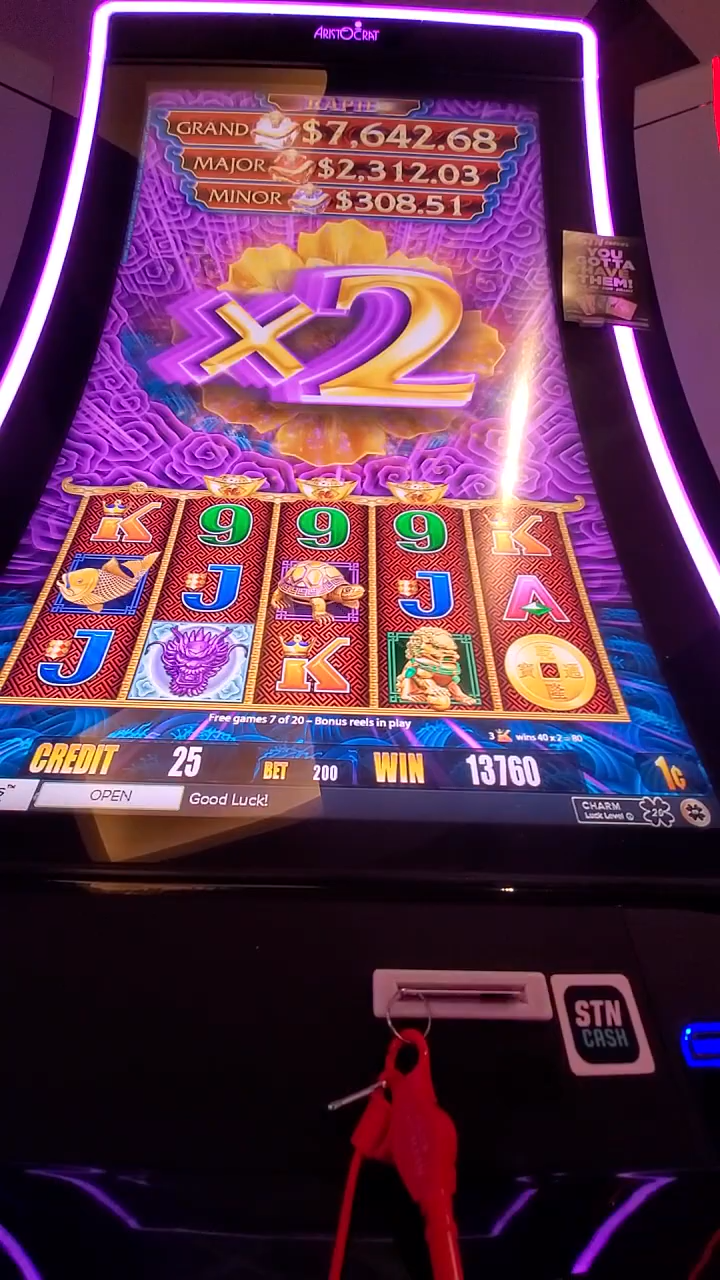 ARISTOCRAT
RAPID
GRAND $7,642.68
MAJOR $2,312.03
MINOR $308.51
YOU
GOTTA
HAVE
THEM!
x2
K 9 9 9 K
J J A
J K
Free games 7 of 20 – Bonus reels in play
3 K wins 40 x 2 = 80
CREDIT 25 BET 200 WIN 13760 1¢
OPEN Good Luck!
CHARM
Luck Level 20
STN
CASH